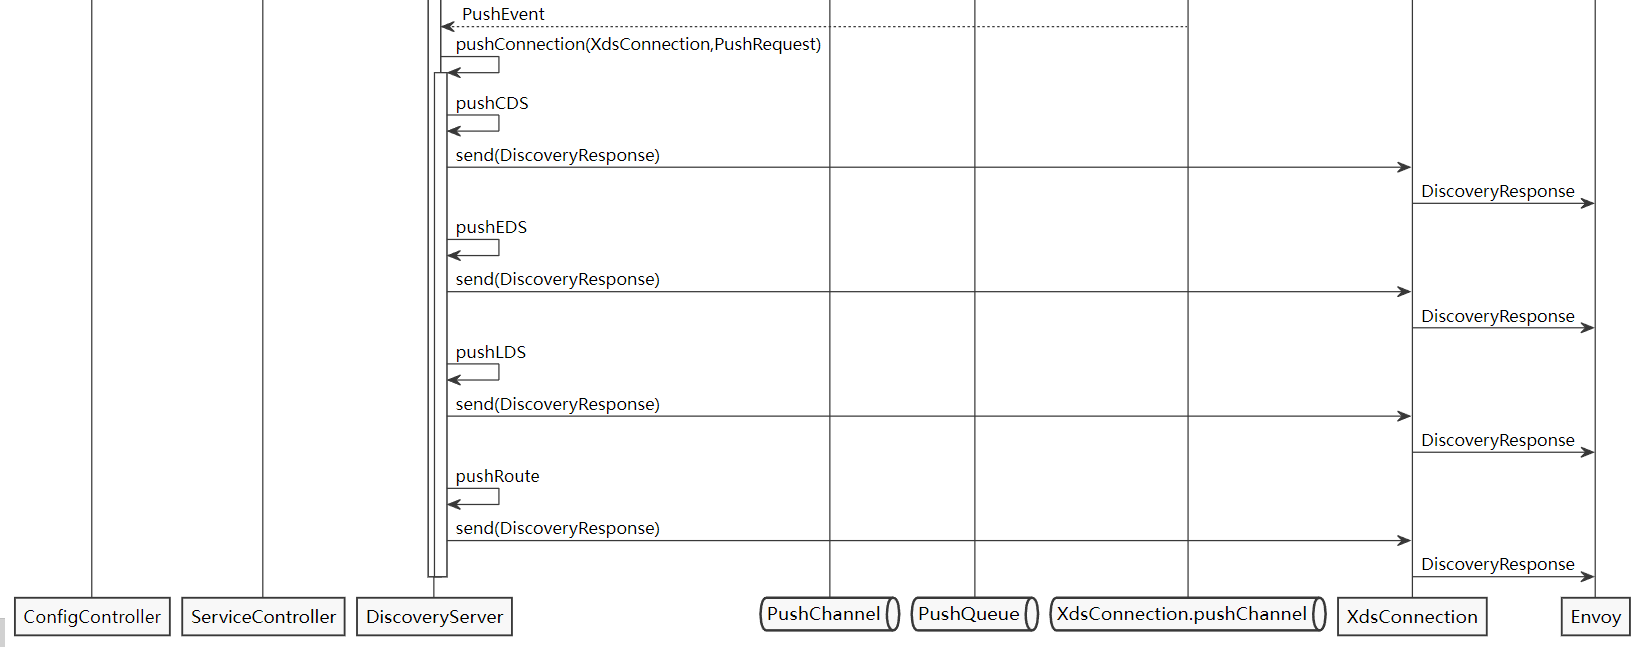 PushEvent
pushConnection(XdsConnection,PushRequest)
pushCDS
send(DiscoveryResponse)
DiscoveryResponse
pushEDS
send(DiscoveryResponse)
DiscoveryResponse
pushLDS
send(DiscoveryResponse)
DiscoveryResponse
pushRoute
send(DiscoveryResponse)
DiscoveryResponse
ConfigController
ServiceController
DiscoveryServer
PushChannel
PushQueue
XdsConnection.pushChannel
XdsConnection
Envoy